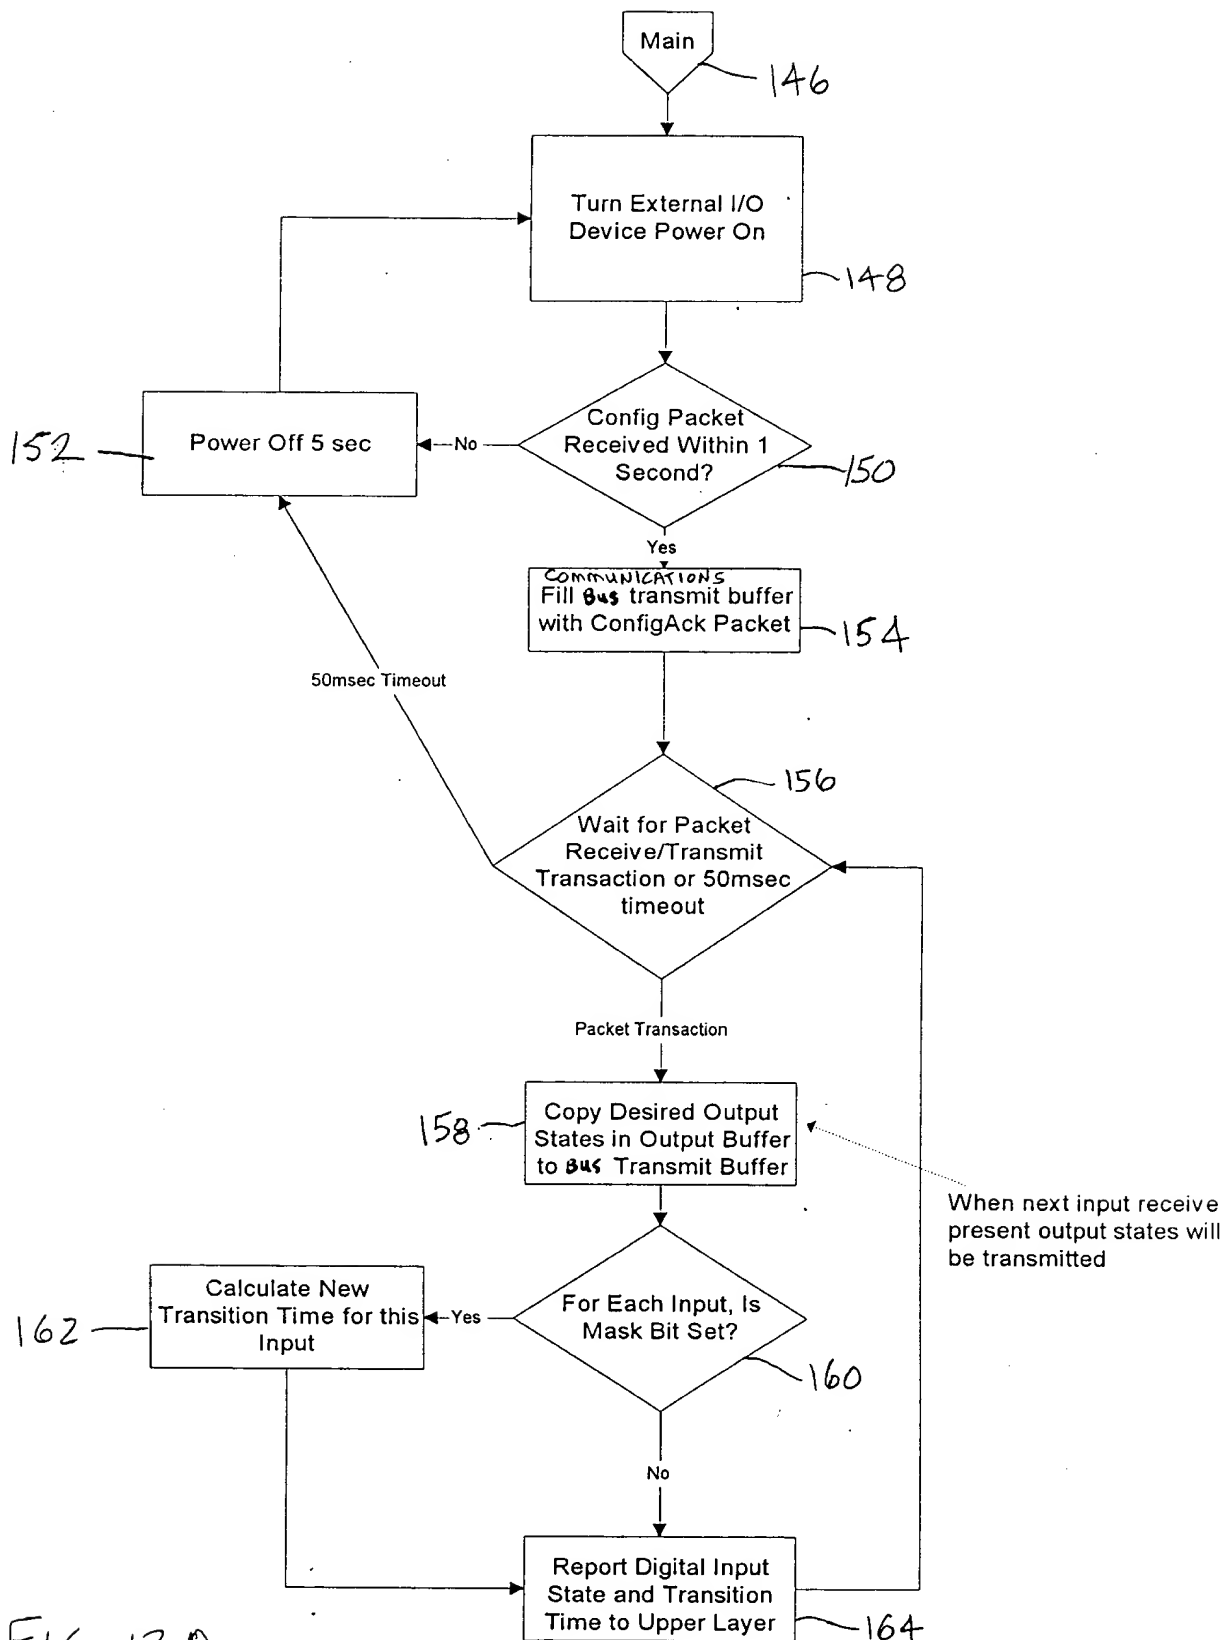 Main
146
Turn External I/O
Device Power On
148
Config Packet
Received Within 1
Second?
150
No
Power Off 5 sec
152
Yes
COMMUNICATIONS
Fill Bus transmit buffer
with ConfigAck Packet
154
50msec Timeout
156
Wait for Packet
Receive/Transmit
Transaction or 50msec
timeout
Packet Transaction
158
Copy Desired Output
States in Output Buffer
to Bus Transmit Buffer
When next input receive
present output states will
be transmitted
For Each Input, Is
Mask Bit Set?
160
Yes
Calculate New
Transition Time for this
Input
162
No
Report Digital Input
State and Transition
Time to Upper Layer
164